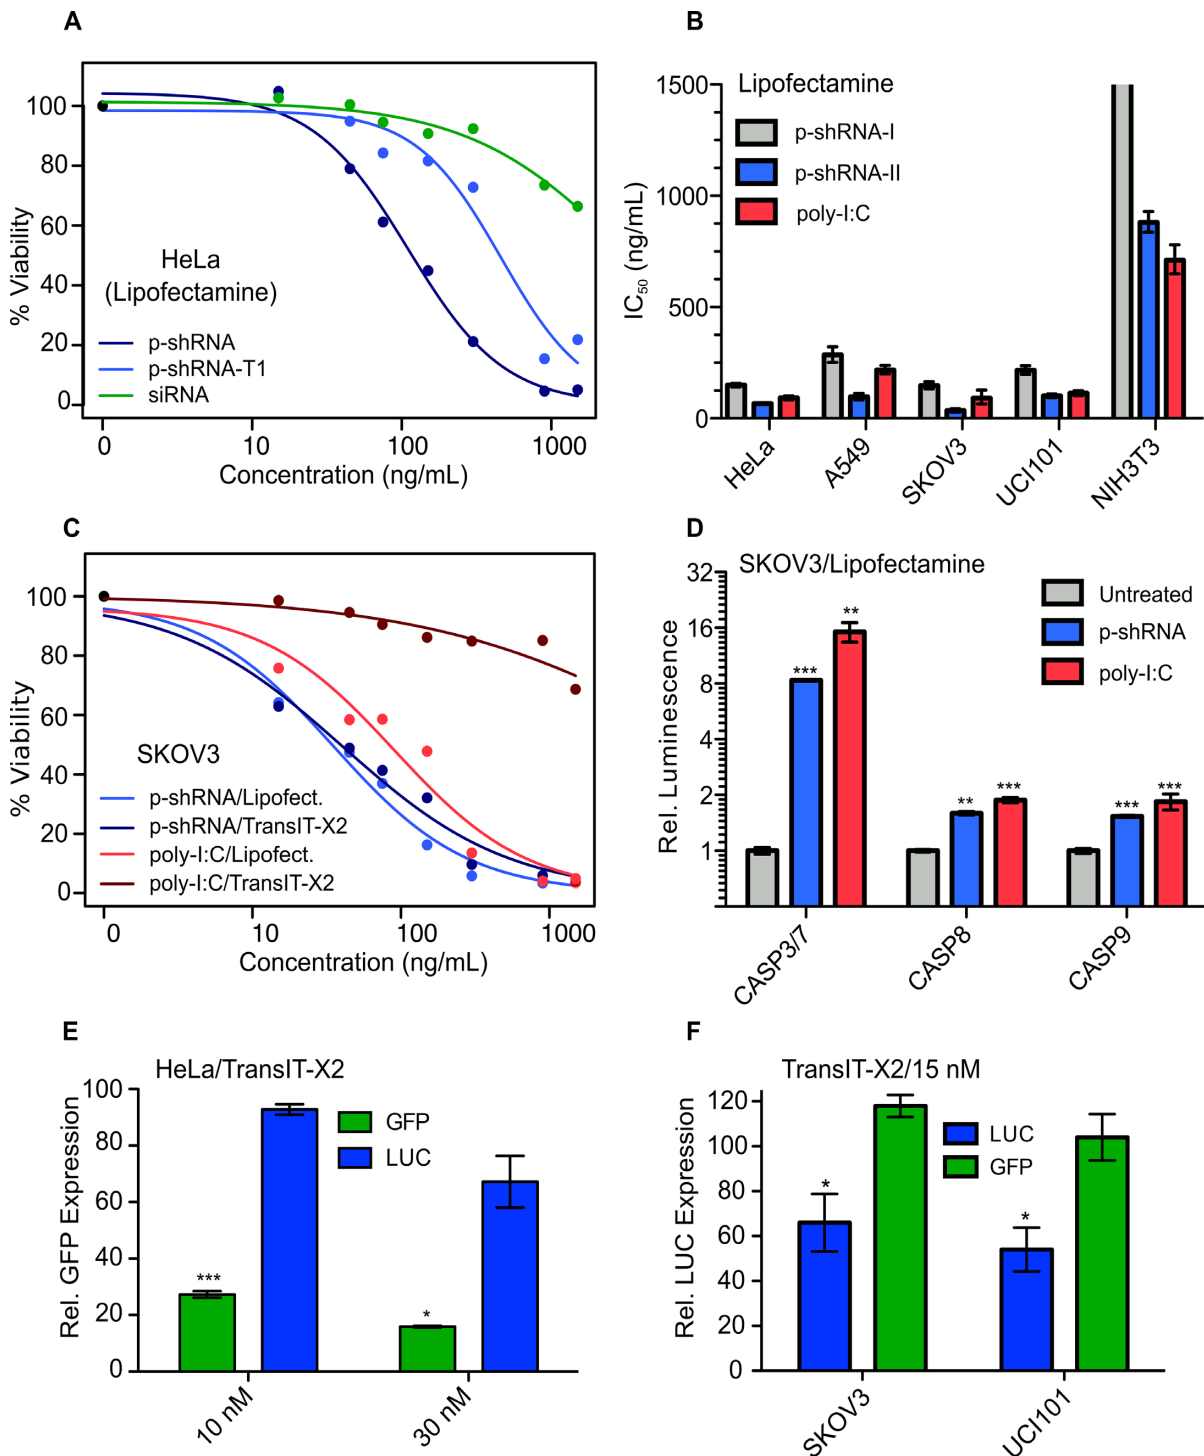 A
% Viability
100
80
60
40
20
0
HeLa
(Lipofectamine)
p-shRNA
p-shRNA-T1
siRNA
0
10
100
1000
Concentration (ng/mL)
B
IC50 (ng/mL)
1500
1000
500
0
Lipofectamine
p-shRNA-I
p-shRNA-II
poly-I:C
HeLa
A549
SKOV3
UCI101
NIH3T3
C
% Viability
100
80
60
40
20
0
SKOV3
p-shRNA/Lipofect.
p-shRNA/TransIT-X2
poly-I:C/Lipofect.
poly-I:C/TransIT-X2
0
10
100
1000
Concentration (ng/mL)
D
SKOV3/Lipofectamine
Rel. Luminescence
32
16
8
4
2
1
Untreated
p-shRNA
poly-I:C
***
**
**
***
***
***
CASP3/7
CASP8
CASP9
E
HeLa/TransIT-X2
Rel. GFP Expression
100
80
60
40
20
0
GFP
LUC
***
*
10 nM
30 nM
F
TransIT-X2/15 nM
Rel. LUC Expression
120
100
80
60
40
20
0
LUC
GFP
*
*
SKOV3
UCI101